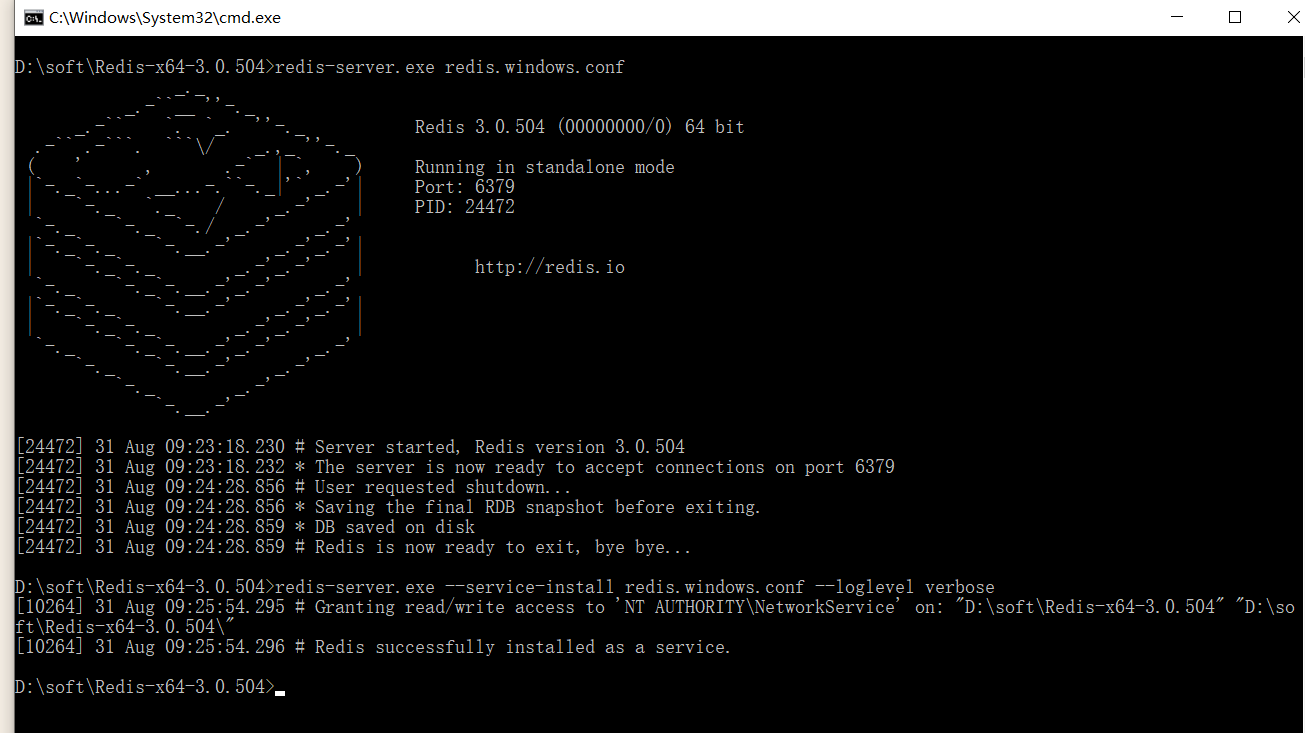 C:\Windows\System32\cmd.exe
D:\soft\Redis-x64-3.0.504>redis-server.exe redis.windows.conf
Redis 3.0.504 (00000000/0) 64 bit
Running in standalone mode
Port: 6379
PID: 24472
http://redis.io
[24472] 31 Aug 09:23:18.230 # Server started, Redis version 3.0.504
[24472] 31 Aug 09:23:18.232 * The server is now ready to accept connections on port 6379
[24472] 31 Aug 09:24:28.856 # User requested shutdown...
[24472] 31 Aug 09:24:28.856 * Saving the final RDB snapshot before exiting.
[24472] 31 Aug 09:24:28.859 * DB saved on disk
[24472] 31 Aug 09:24:28.859 # Redis is now ready to exit, bye bye...
D:\soft\Redis-x64-3.0.504>redis-server.exe --service-install redis.windows.conf --loglevel verbose
[10264] 31 Aug 09:25:54.295 # Granting read/write access to 'NT AUTHORITY\NetworkService' on: "D:\soft\Redis-x64-3.0.504" "D:\so
ft\Redis-x64-3.0.504\"
[10264] 31 Aug 09:25:54.296 # Redis successfully installed as a service.
D:\soft\Redis-x64-3.0.504>